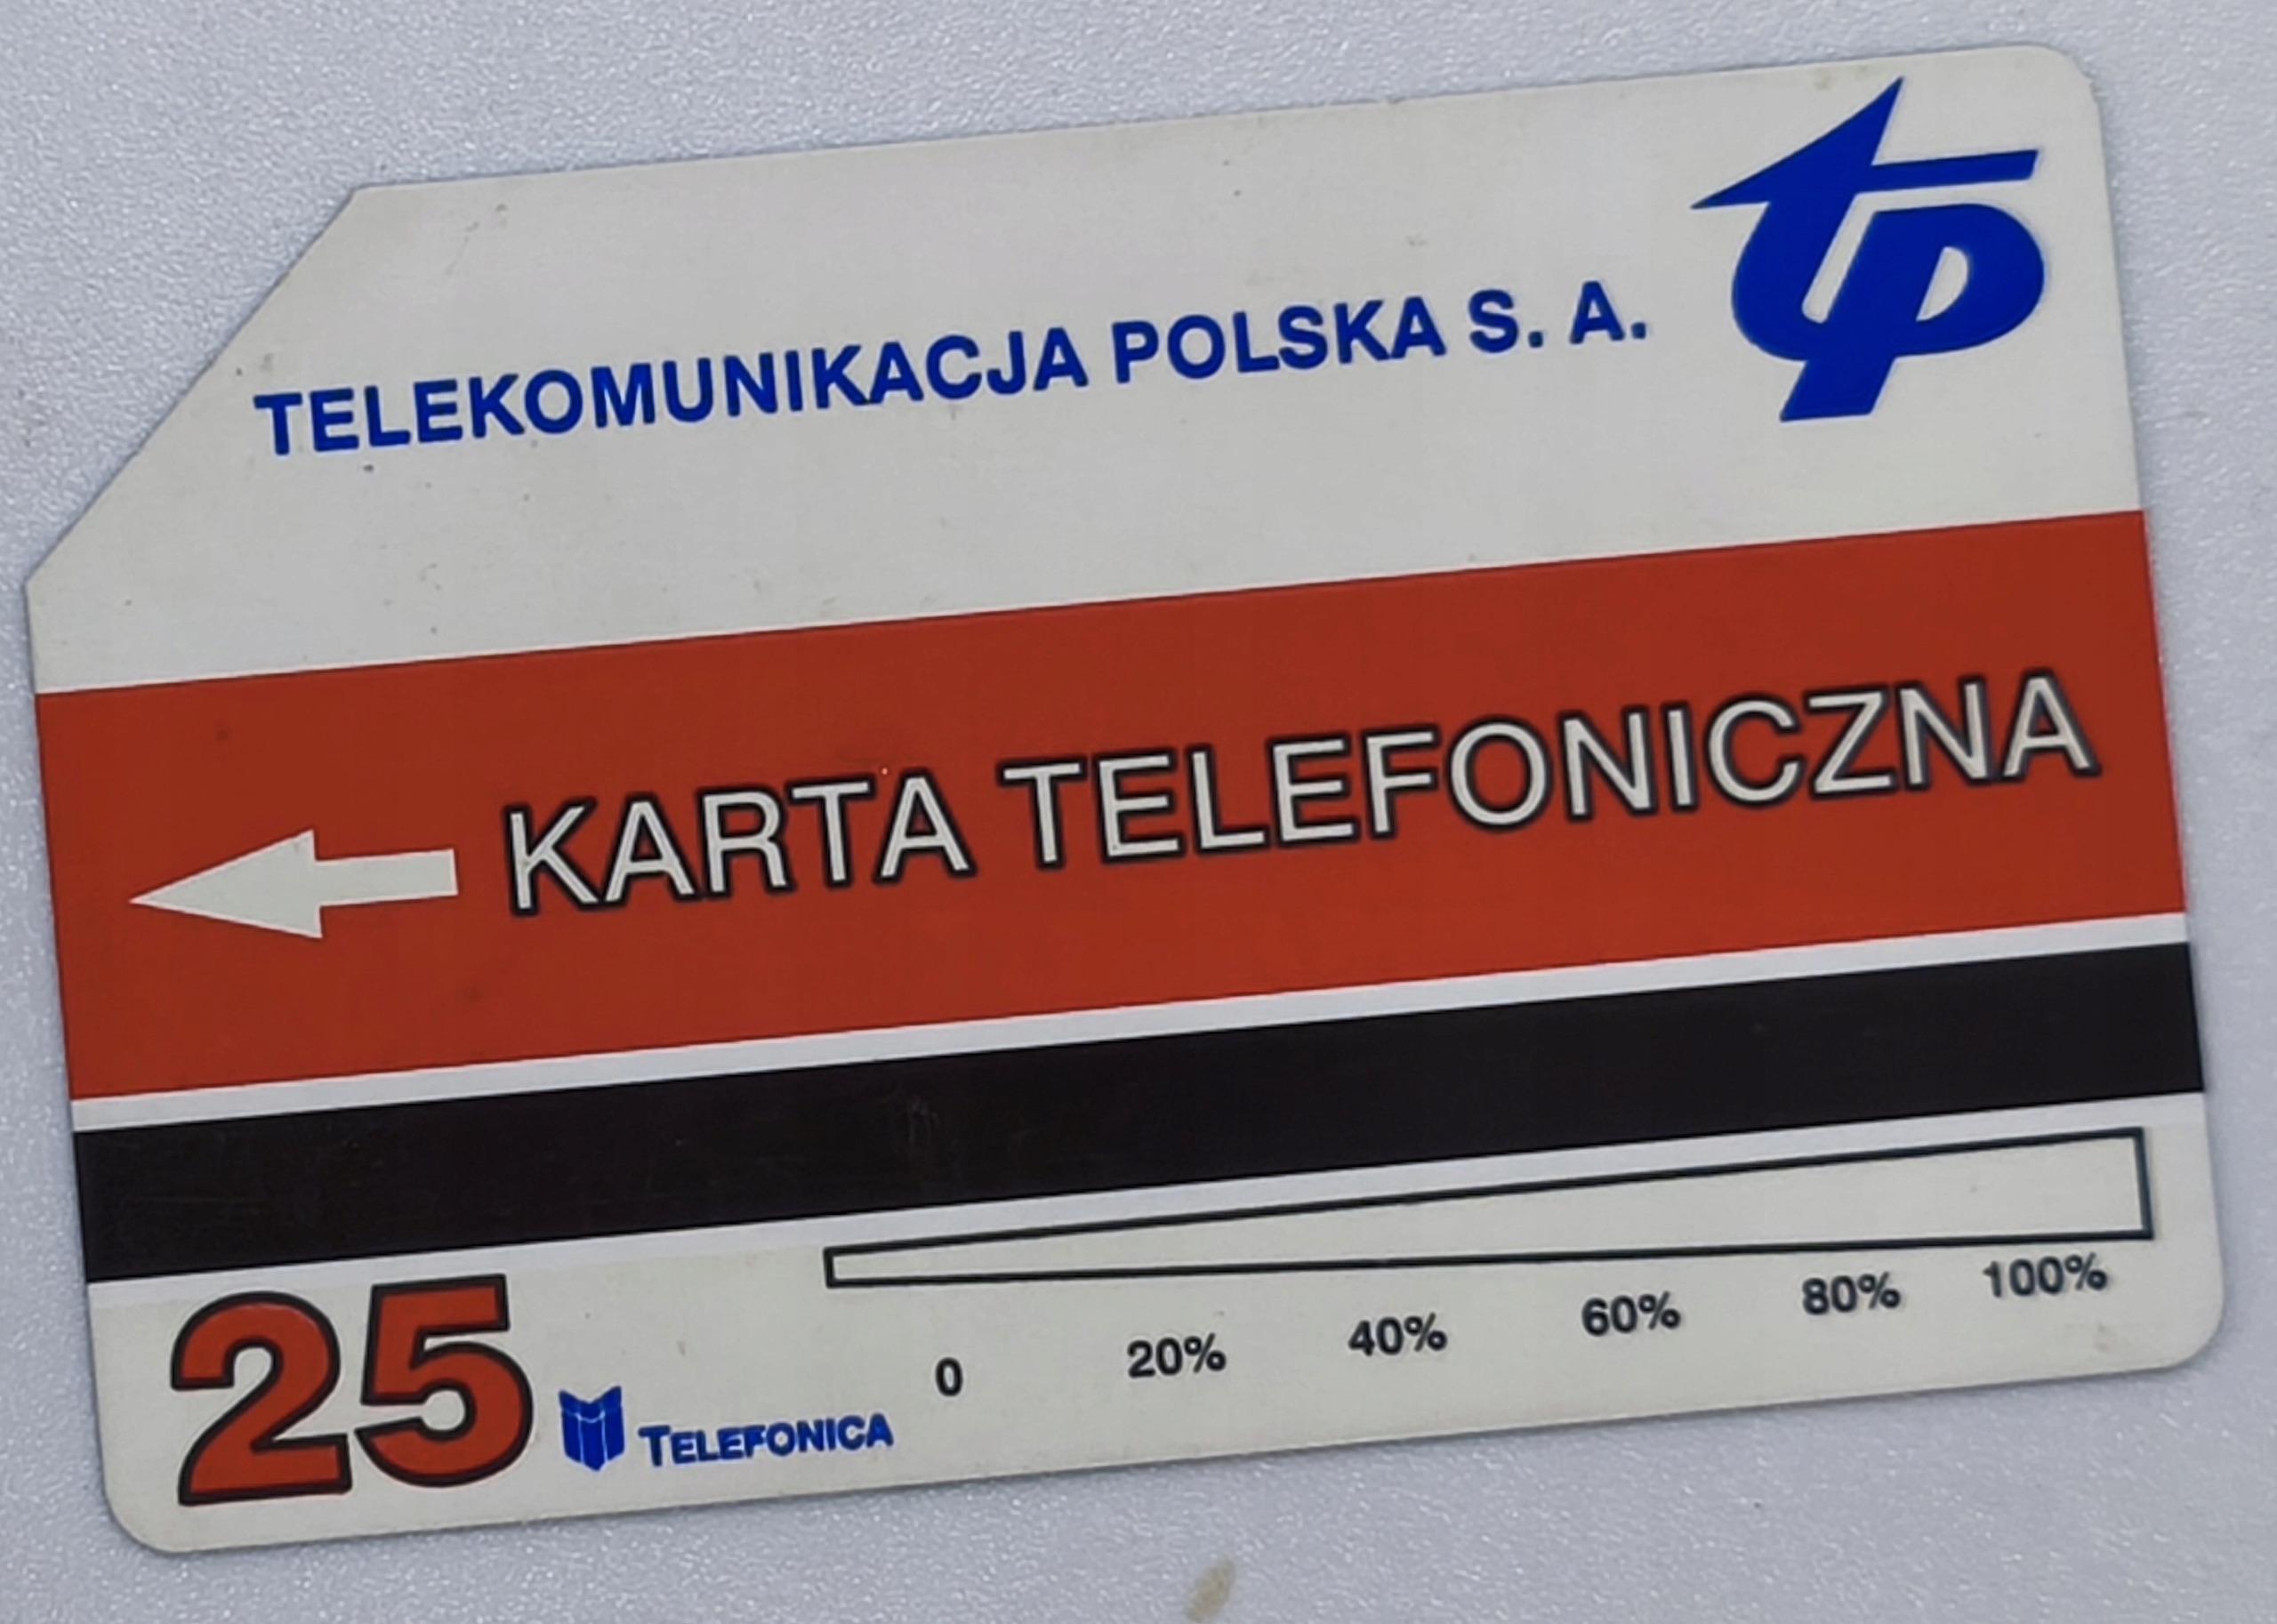 tp
TELEKOMUNIKACJA POLSKA S. A.
KARTA TELEFONICZNA
25
TELEFONICA
0 20% 40% 60% 80% 100%